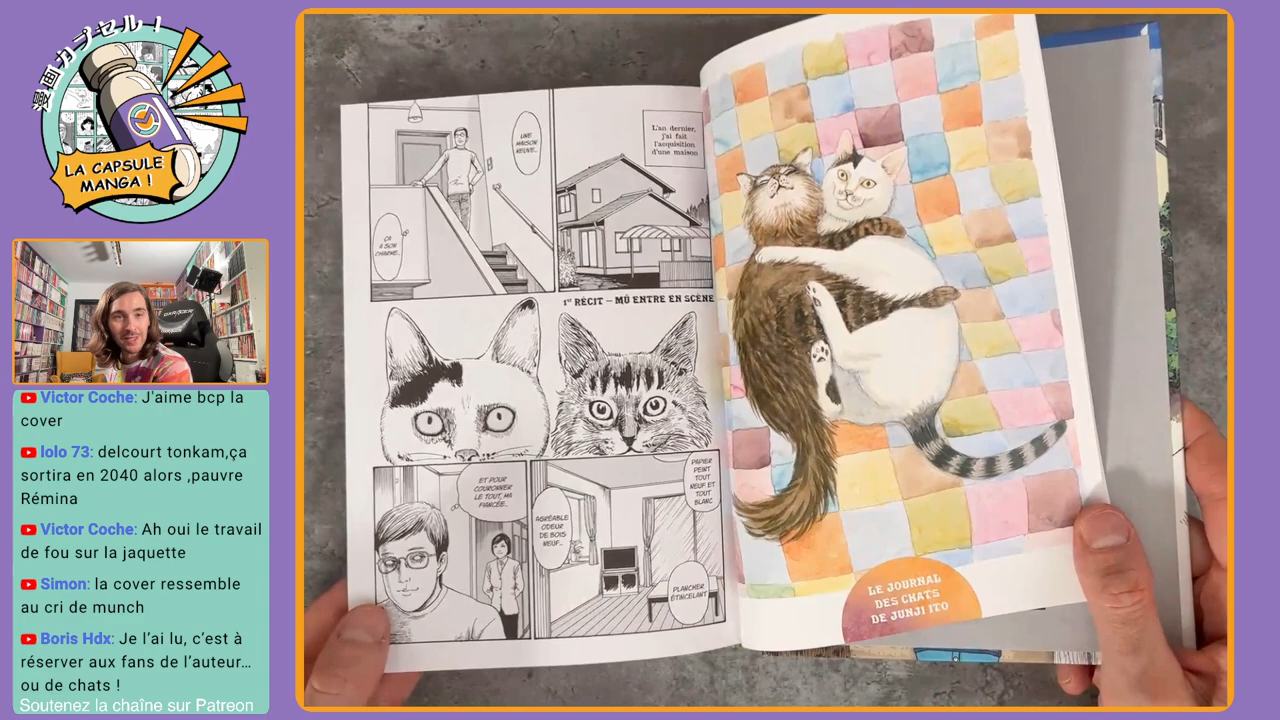 漫画カプセル！
LA CAPSULE
MANGA !
Victor Coche: J'aime bcp la
cover
lolo 73: delcourt tonkam,ça
sortira en 2040 alors ,pauvre
Rémina
Victor Coche: Ah oui le travail
de fou sur la jaquette
Simon: la cover ressemble
au cri de munch
Boris Hdx: Je l'ai lu, c'est à
réserver aux fans de l'auteur…
ou de chats !
Soutenez la chaîne sur Patreon
L'an dernier,
j'ai fait
l'acquisition
d'une maison
UNE
MAISON
NEUVE...
ÇA
A SON
CHARME...
1er RÉCIT – MÛ ENTRE EN SCÈNE
PAPIER
PEINT
TOUT
NEUF ET
TOUT
BLANC
AGRÉABLE
ODEUR
DE BOIS
NEUF...
PLANCHER
ÉTINCELANT
ET POUR
COURONNER
LE TOUT, MA
FIANCÉE...
LE JOURNAL
DES CHATS
DE JUNJI ITO